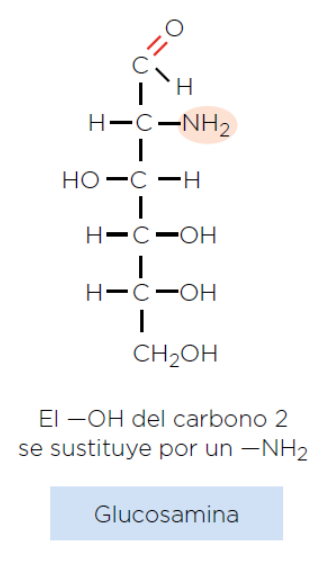 O
C
H
H—C—NH₂
HO—C—H
H—C—OH
H—C—OH
CH₂OH
El —OH del carbono 2
se sustituye por un —NH₂
Glucosamina